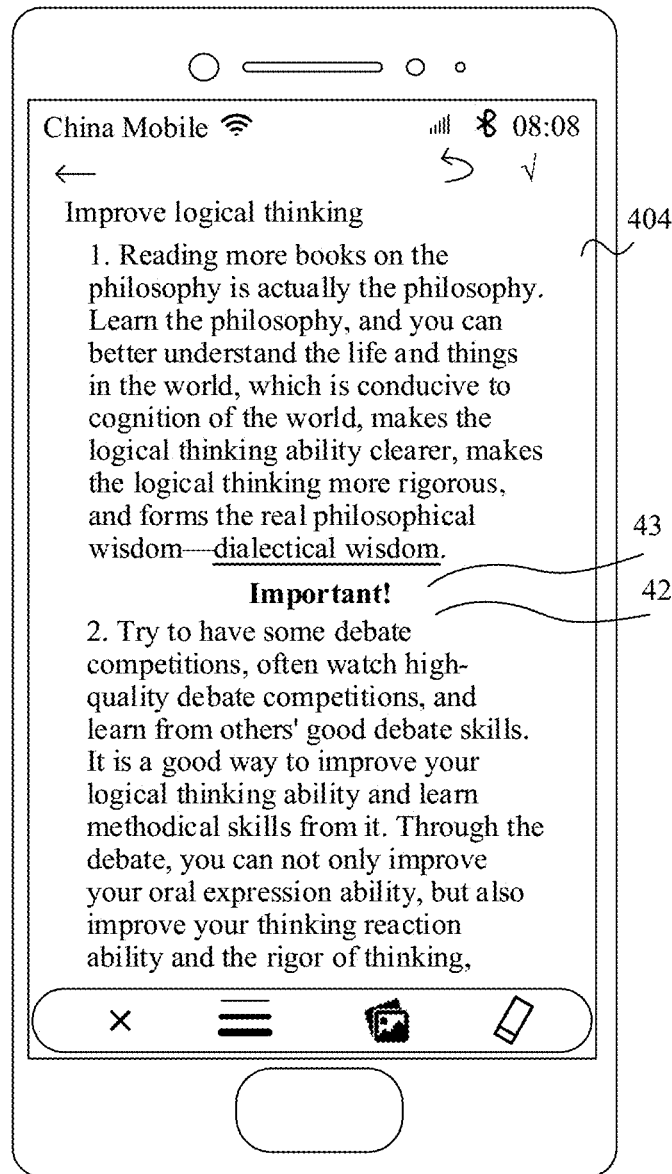 China Mobile 08:08
Improve logical thinking
404
1. Reading more books on the
philosophy is actually the philosophy.
Learn the philosophy, and you can
better understand the life and things
in the world, which is conducive to
cognition of the world, makes the
logical thinking ability clearer, makes
the logical thinking more rigorous,
and forms the real philosophical
wisdom—dialectical wisdom.
43
Important!
42
2. Try to have some debate
competitions, often watch high-
quality debate competitions, and
learn from others' good debate skills.
It is a good way to improve your
logical thinking ability and learn
methodical skills from it. Through the
debate, you can not only improve
your oral expression ability, but also
improve your thinking reaction
ability and the rigor of thinking,